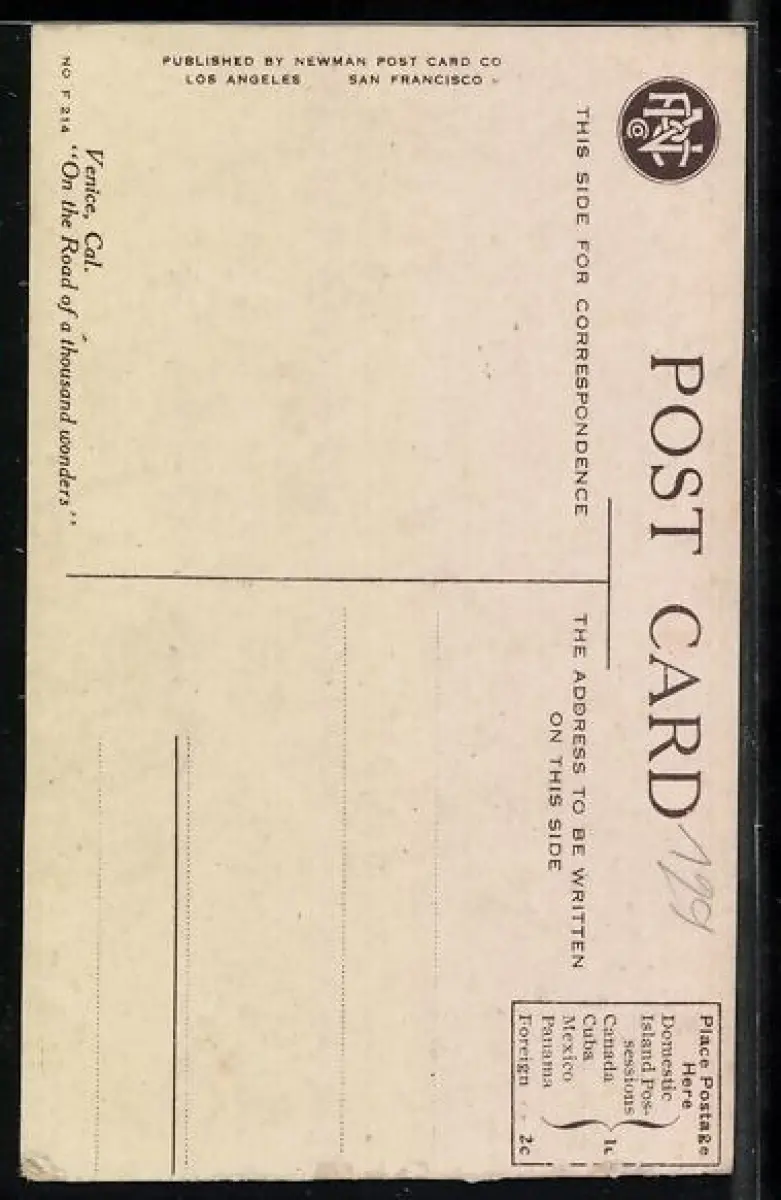 PUBLISHED BY NEWMAN POST CARD CO
LOS ANGELES SAN FRANCISCO
POST CARD
199
THIS SIDE FOR CORRESPONDENCE
THE ADDRESS TO BE WRITTEN
ON THIS SIDE
Place Postage
Here
Domestic
Island Pos-
sessions
Canada
Cuba
Mexico
Panama
1c
Foreign - - 2c
Venice, Cal.
"On the Road of a thousand wonders"
NO F 214